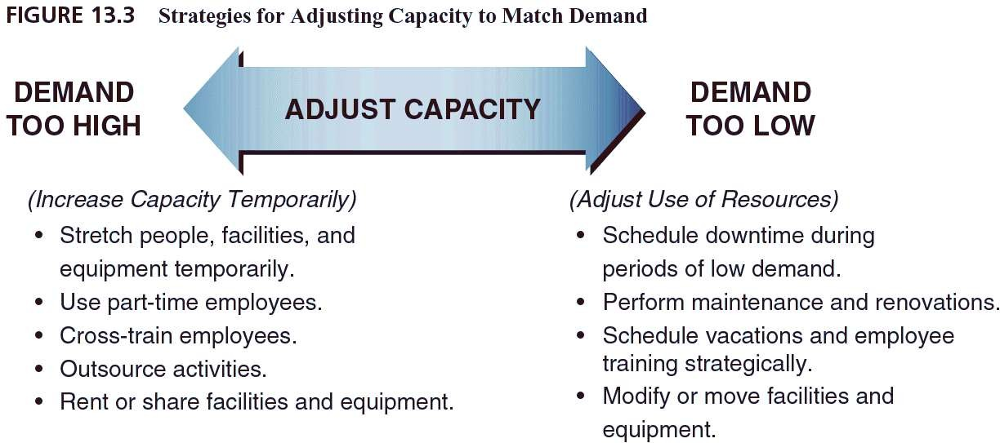 FIGURE 13.3 Strategies for Adjusting Capacity to Match Demand
DEMAND
TOO HIGH
ADJUST CAPACITY
DEMAND
TOO LOW
(Increase Capacity Temporarily)
• Stretch people, facilities, and
equipment temporarily.
• Use part-time employees.
• Cross-train employees.
• Outsource activities.
• Rent or share facilities and equipment.
(Adjust Use of Resources)
• Schedule downtime during
periods of low demand.
• Perform maintenance and renovations.
• Schedule vacations and employee
training strategically.
• Modify or move facilities and
equipment.